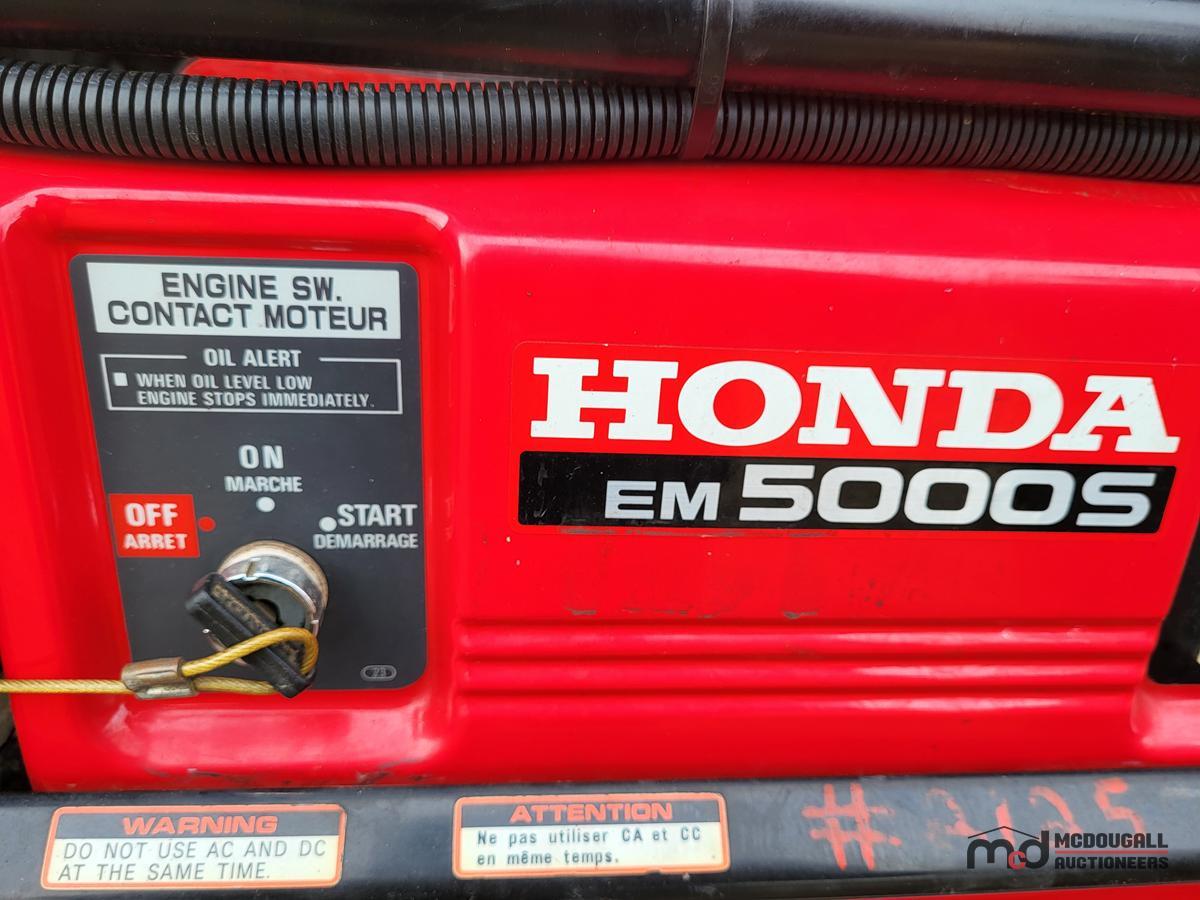 ENGINE SW.
CONTACT MOTEUR
OIL ALERT
WHEN OIL LEVEL LOW
ENGINE STOPS IMMEDIATELY.
ON
MARCHE
OFF
ARRET
START
DEMARRAGE
HONDA
EM 5000S
WARNING
DO NOT USE AC AND DC
AT THE SAME TIME.
ATTENTION
Ne pas utiliser CA et CC
en même temps.
mcd
MCDOUGALL
AUCTIONEERS